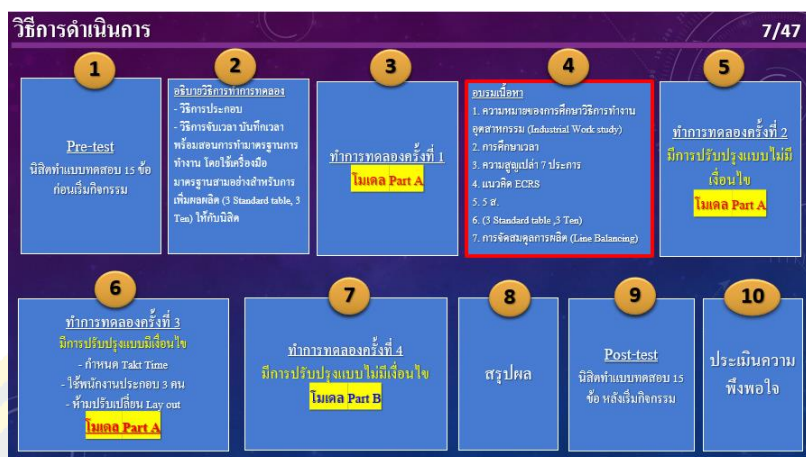 วิธีการดำเนินการ
7/47
1
Pre-test
นิสิตทำแบบทดสอบ 15 ข้อ
ก่อนเริ่มกิจกรรม
2
อธิบายวิธีการทำการทดลอง
- วิธีการประกอบ
- วิธีการจับเวลา บันทึกเวลา
พร้อมสอนการทำมาตรฐานการ
ทำงาน โดยใช้เครื่องมือ
มาตรฐานสามอย่างสำหรับการ
เพิ่มผลผลิต (3 Standard table, 3
Ten) ให้กับนิสิต
3
ทำการทดลองครั้งที่ 1
โมเดล Part A
4
อบรมเนื้อหา
1. ความหมายของการศึกษาวิธีการทำงาน
อุตสาหกรรม (Industrial Work study)
2. การศึกษาเวลา
3. ความสูญเปล่า 7 ประการ
4. แนวคิด ECRS
5. 5 ส.
6. (3 Standard table ,3 Ten)
7. การจัดสมดุลการผลิต (Line Balancing)
5
ทำการทดลองครั้งที่ 2
มีการปรับปรุงแบบไม่มี
เงื่อนไข
โมเดล Part A
6
ทำการทดลองครั้งที่ 3
มีการปรับปรุงแบบมีเงื่อนไข
- กำหนด Takt Time
- ใช้พนักงานประกอบ 3 คน
- ห้ามปรับเปลี่ยน Lay out
โมเดล Part A
7
ทำการทดลองครั้งที่ 4
มีการปรับปรุงแบบไม่มีเงื่อนไข
โมเดล Part B
8
สรุปผล
9
Post-test
นิสิตทำแบบทดสอบ 15
ข้อ หลังเริ่มกิจกรรม
10
ประเมินความ
พึงพอใจ